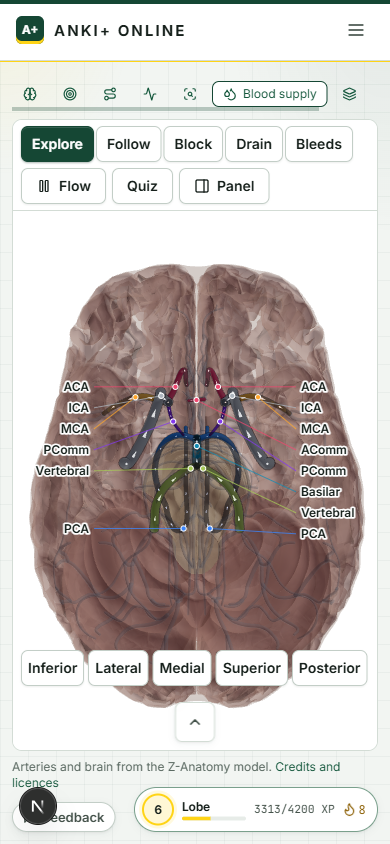 A+ ANKI+ ONLINE
Blood supply
Explore Follow Block Drain Bleeds
Flow Quiz Panel
ACA ACA
ICA ICA
MCA MCA
PComm AComm
Vertebral PComm
Basilar
Vertebral
PCA PCA
Inferior Lateral Medial Superior Posterior
Arteries and brain from the Z-Anatomy model. Credits and
licences
N eedback 6 Lobe 3313/4200 XP 8